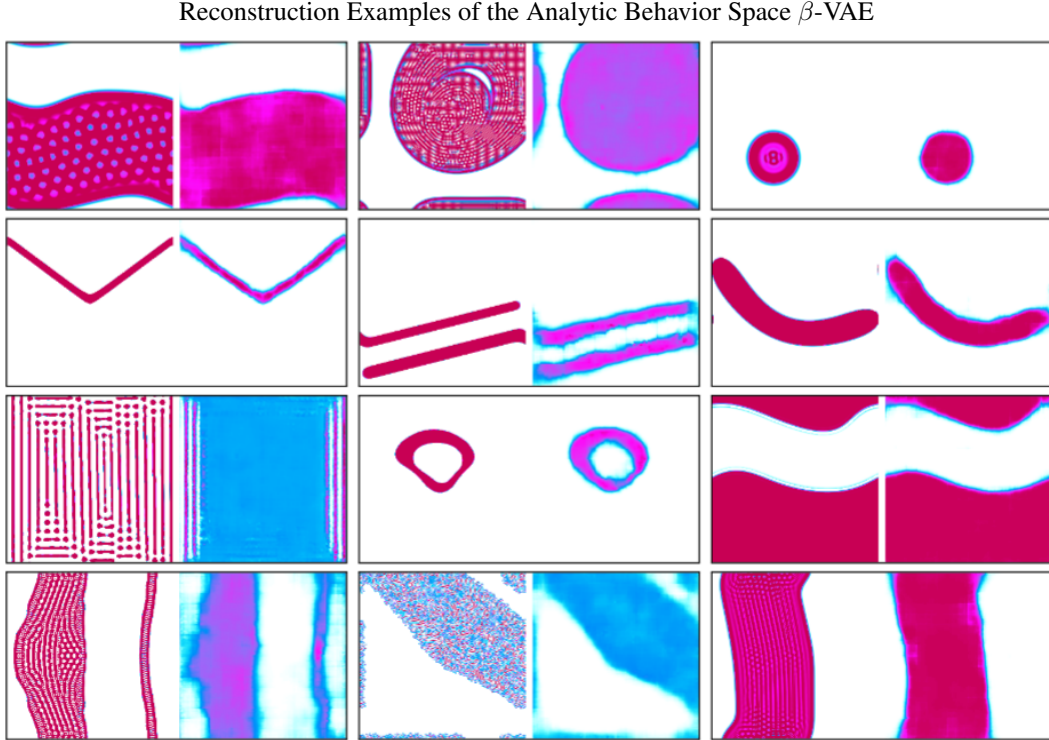 Reconstruction Examples of the Analytic Behavior Space β-VAE